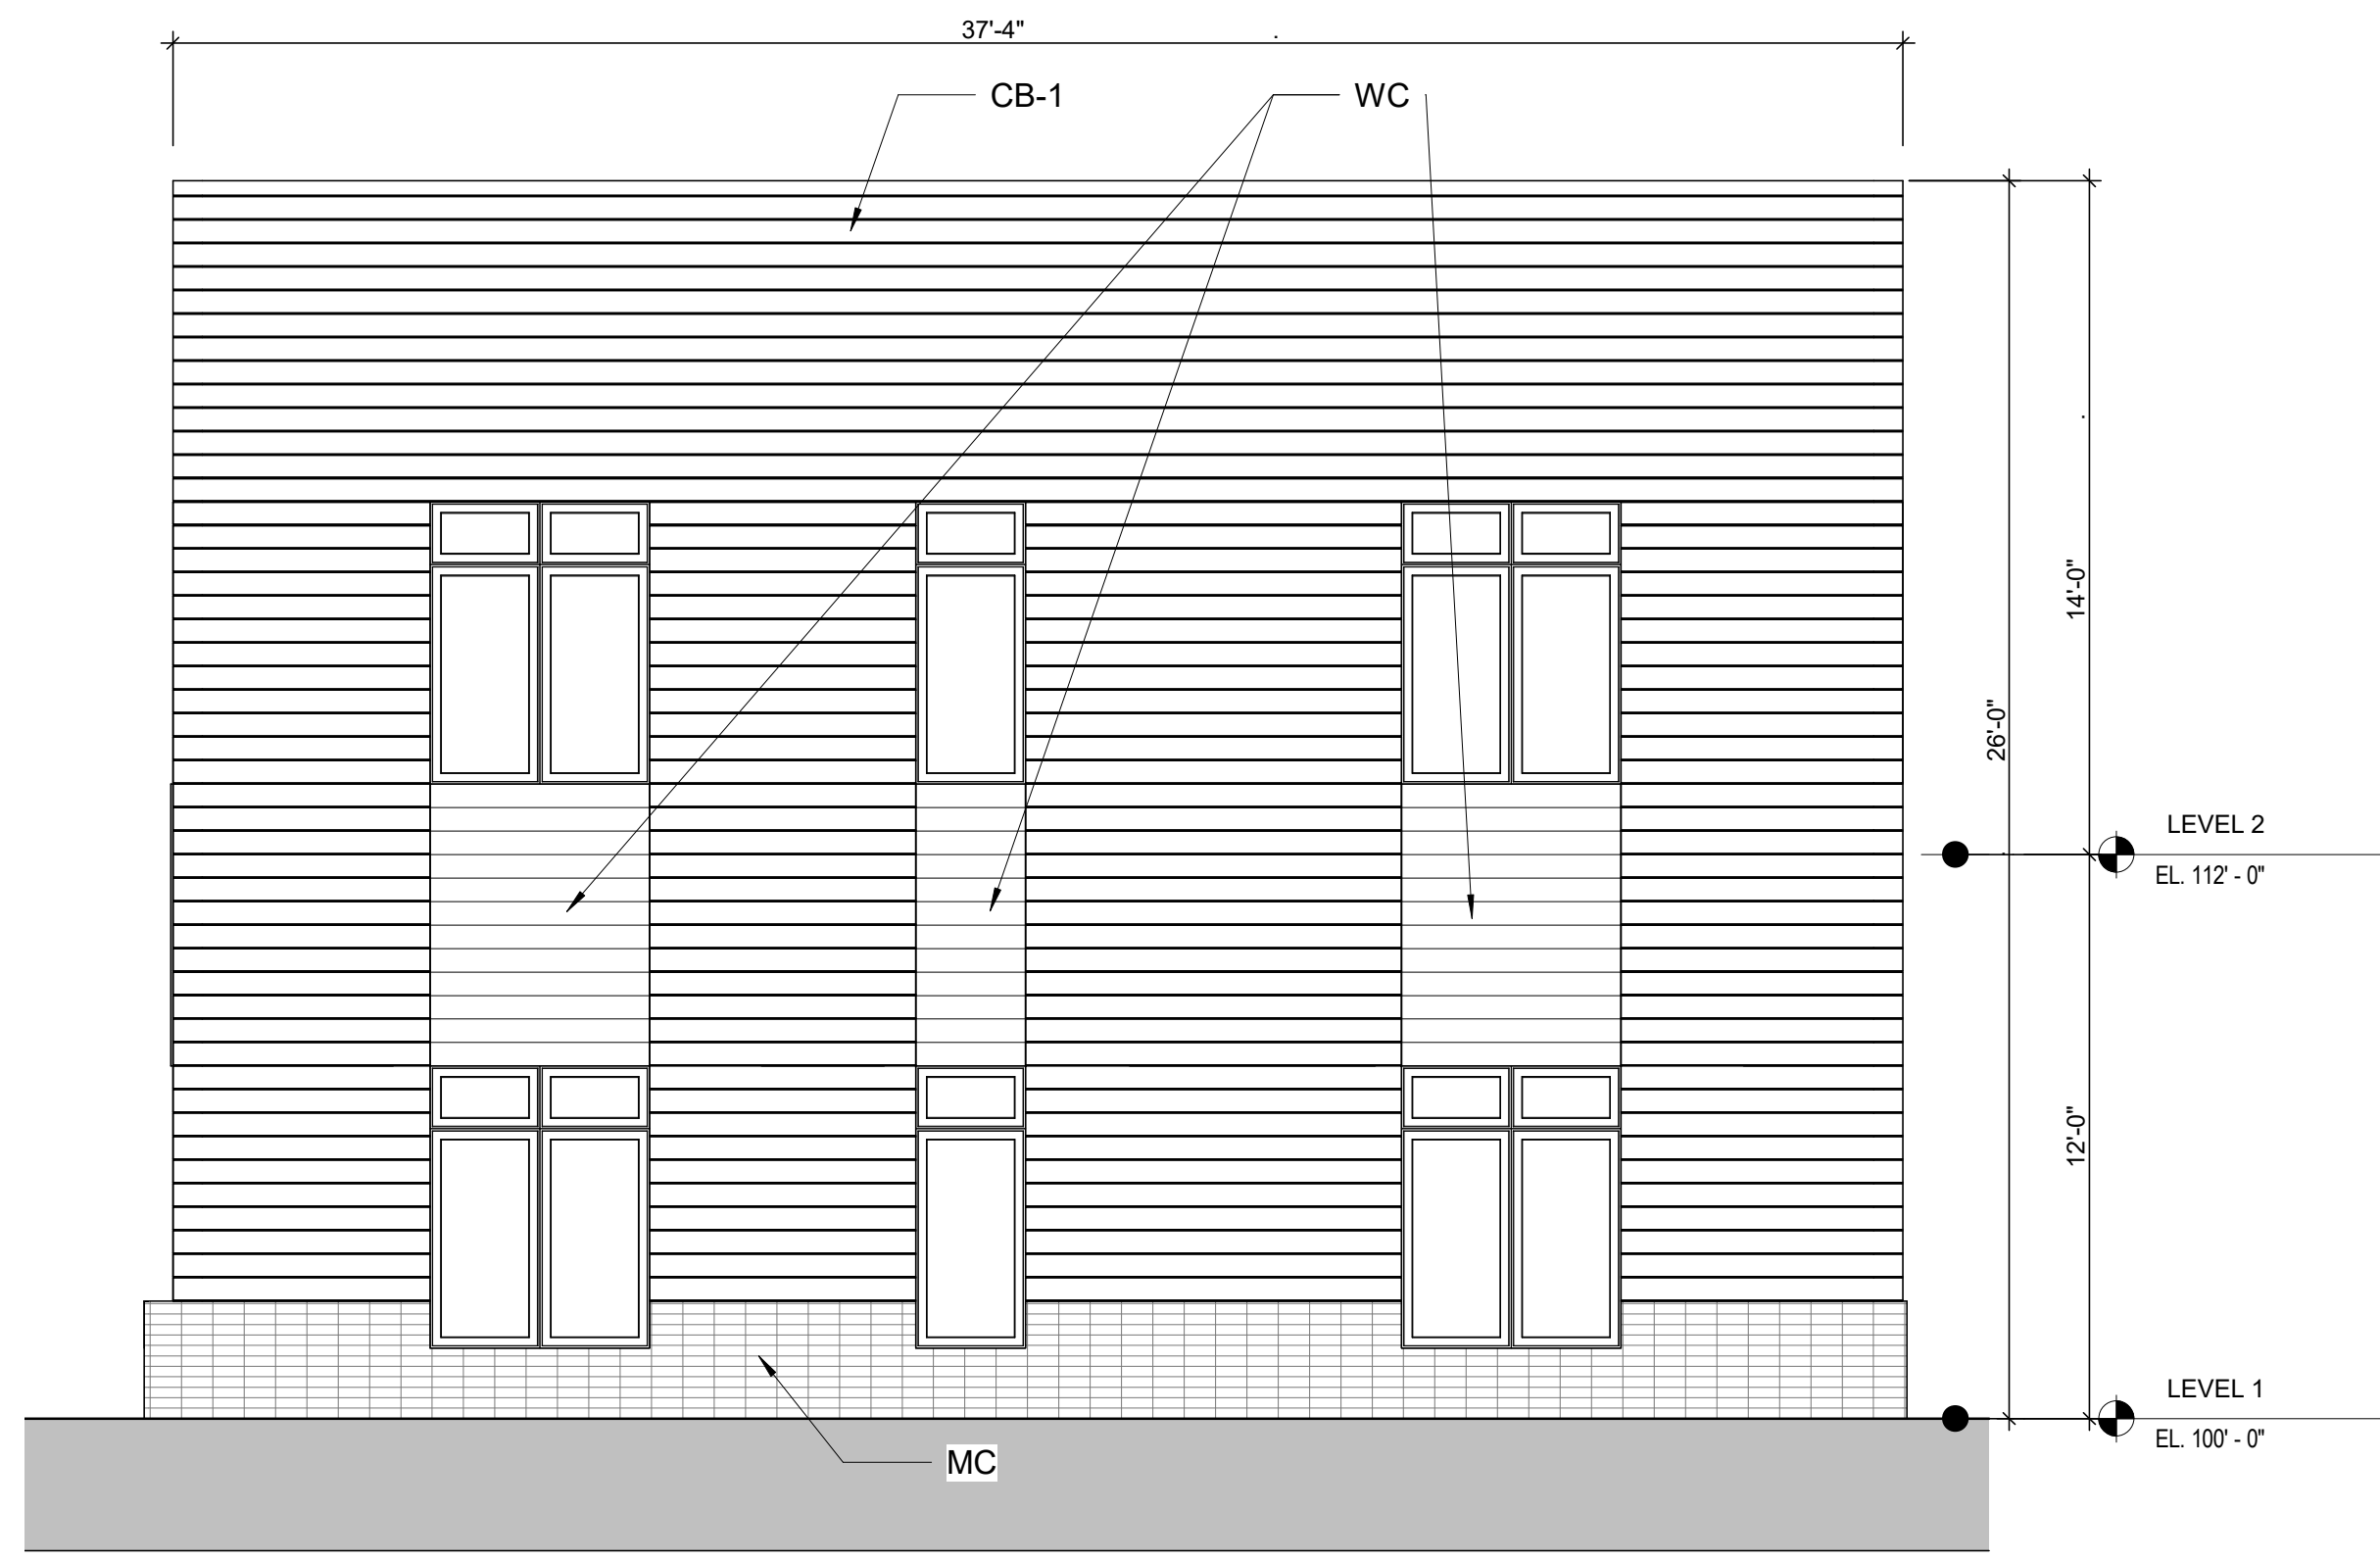 37'-4"
CB-1
WC
14'-0"
26'-0"
LEVEL 2
EL. 112' - 0"
12'-0"
LEVEL 1
EL. 100' - 0"
MC